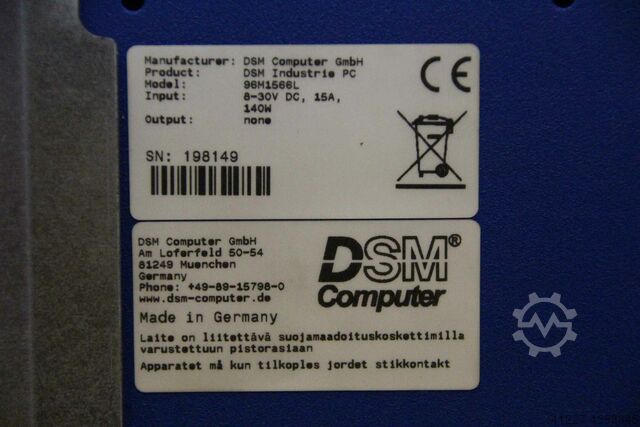 Manufacturer: DSM Computer GmbH
Product: DSM Industrie PC
Model: 96M1566L
Input: 8-30V DC, 15A,
140W
Output: none
CE
SN: 198149
DSM Computer GmbH
Am Loferfeld 50-54
81249 Muenchen
Germany
Phone: +49-89-15798-0
www.dsm-computer.de
DSM®
Computer
Made in Germany
Laite on liitettävä suojamaadoituskoskettimilla
varustettuun pistorasiaan
Apparatet må kun tilkoples jordet stikkontakt